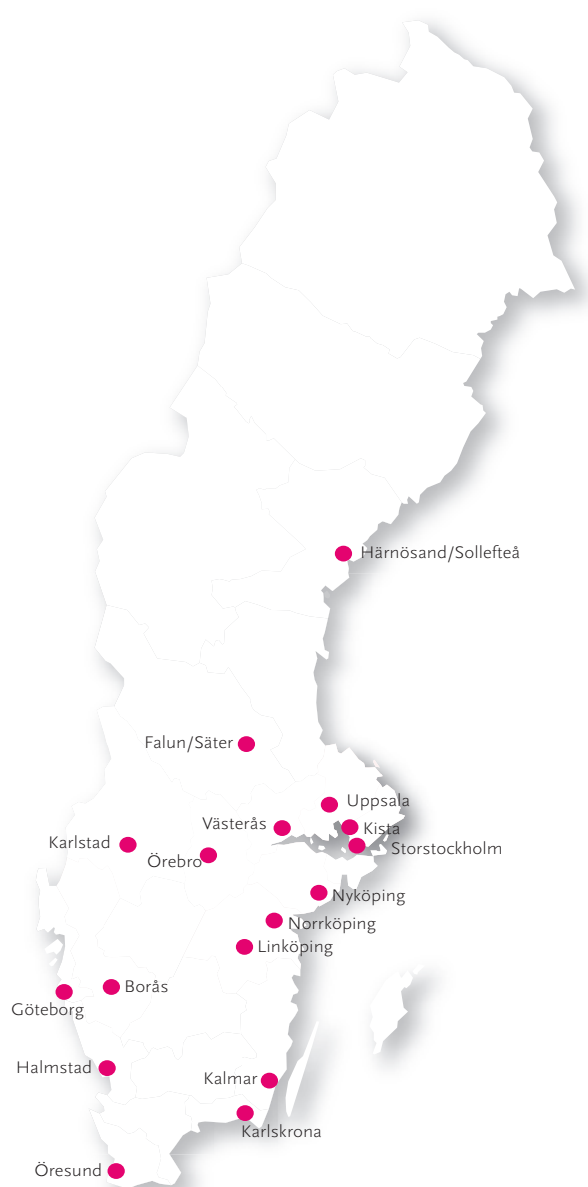 Härnösand/Sollefteå
Falun/Säter
Uppsala
Västerås
Kista
Karlstad
Storstockholm
Örebro
Nyköping
Norrköping
Linköping
Borås
Göteborg
Halmstad
Kalmar
Karlskrona
Öresund